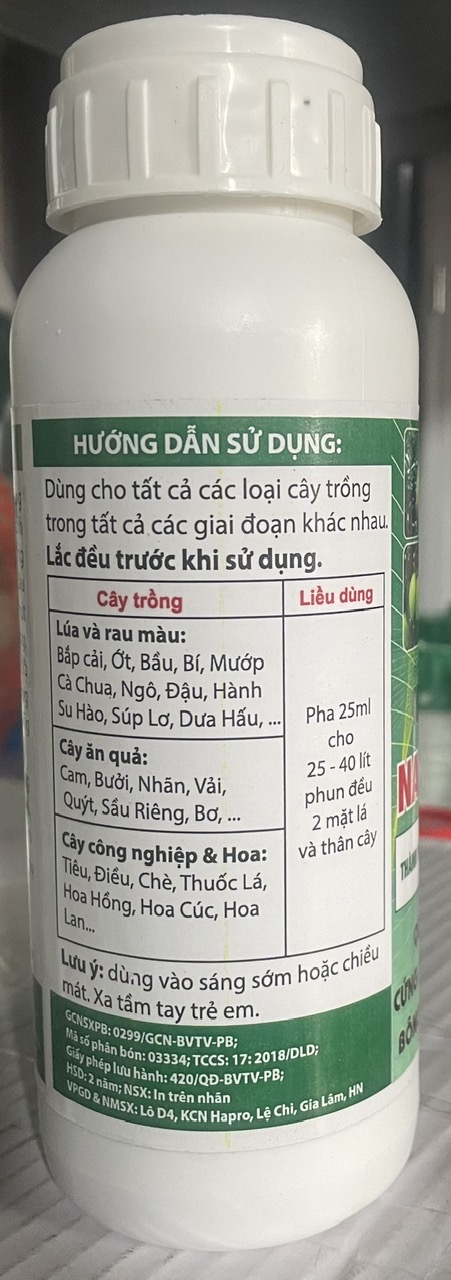 HƯỚNG DẪN SỬ DỤNG:
Dùng cho tất cả các loại cây trồng
trong tất cả các giai đoạn khác nhau.
Lắc đều trước khi sử dụng.
Cây trồng
Liều dùng
Lúa và rau màu:
Bắp cải, Ớt, Bầu, Bí, Mướp
Cà Chua, Ngô, Đậu, Hành
Su Hào, Súp Lơ, Dưa Hấu, ...
Cây ăn quả:
Cam, Bưởi, Nhãn, Vải,
Quýt, Sầu Riêng, Bơ, ...
Cây công nghiệp & Hoa:
Tiêu, Điều, Chè, Thuốc Lá,
Hoa Hồng, Hoa Cúc, Hoa
Lan...
Pha 25ml
cho
25 - 40 lít
phun đều
2 mặt lá
và thân cây
Lưu ý: dùng vào sáng sớm hoặc chiều
mát. Xa tầm tay trẻ em.
GCNSXPB: 0299/GCN-BVTV-PB;
Mã số phân bón: 03334; TCCS: 17: 2018/DLD;
Giấy phép lưu hành: 420/QĐ-BVTV-PB;
HSD: 2 năm; NSX: In trên nhãn
VPGD & NMSX: Lô D4, KCN Hapro, Lệ Chi, Gia Lâm, HN
NA
THÀNH
CỨNG